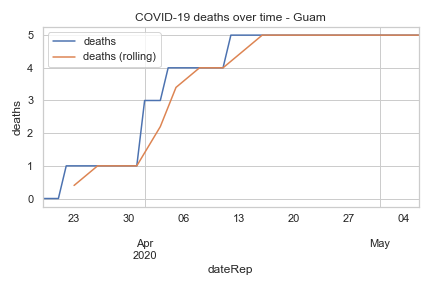 COVID-19 deaths over time - Guam
deaths
deaths (rolling)
5
4
3
2
1
0
deaths
23 30 06 13 20 27 04
Apr May
2020
dateRep